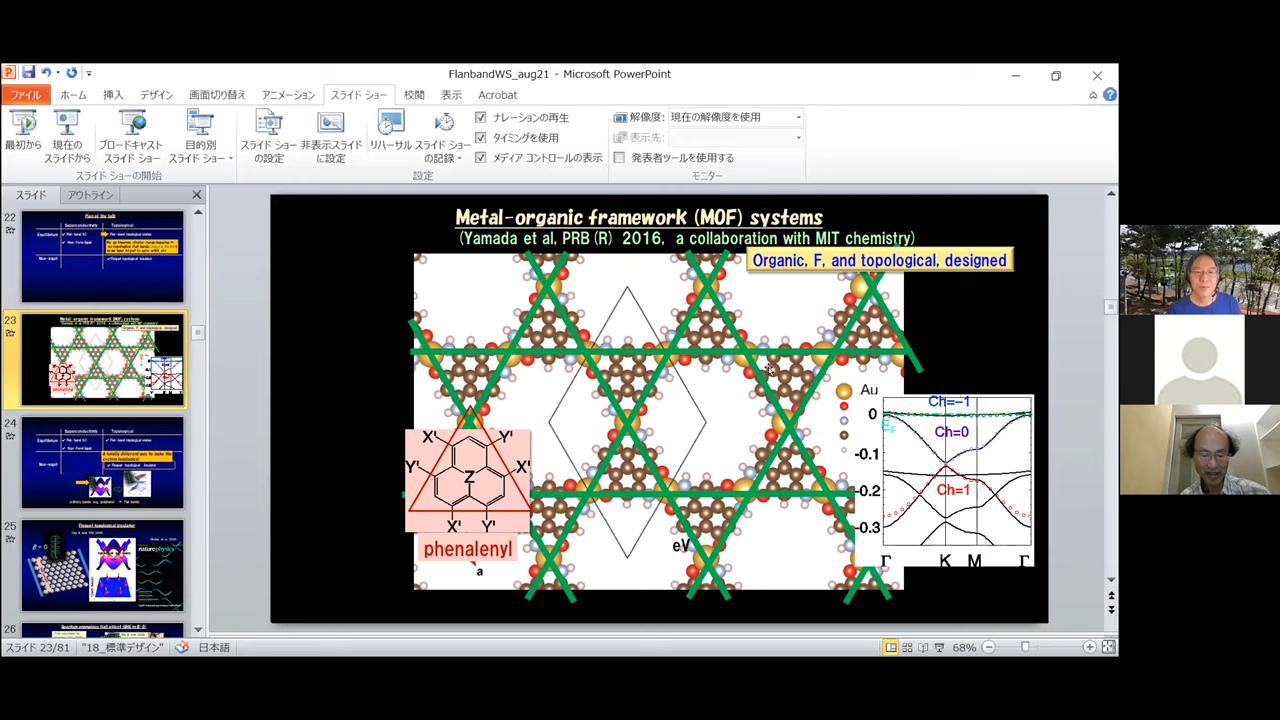 FlanbandWS_aug21 - Microsoft PowerPoint
ファイル ホーム 挿入 デザイン 画面切り替え アニメーション スライド ショー 校閲 表示 Acrobat
最初から
現在の
スライドから
ブロードキャスト
スライド ショー
目的別
スライド ショー
スライド ショーの開始
スライド ショー
の設定
非表示スライド
に設定
リハーサル
スライド ショー
の記録
ナレーションの再生
タイミングを使用
メディア コントロールの表示
設定
解像度: 現在の解像度を使用
表示先:
発表者ツールを使用する
モニター
スライド アウトライン
22
Plan of the talk
Superconductivity Topological
23
24
25
Floquet topological insulator
B = 0
nature physics
26
Metal-organic framework (MOF) systems
(Yamada et al, PRB(R) 2016, a collaboration with MIT chemistry)
Organic, F, and topological, designed
X' Y'
Y' X'
Z
X' Y'
phenalenyl
a
eV
Au
0
-0.1
-0.2
-0.3
EF
Ch=-1
Ch=0
Ch=1
Γ K M Γ
スライド 23/81 "18_標準デザイン" 日本語
68%